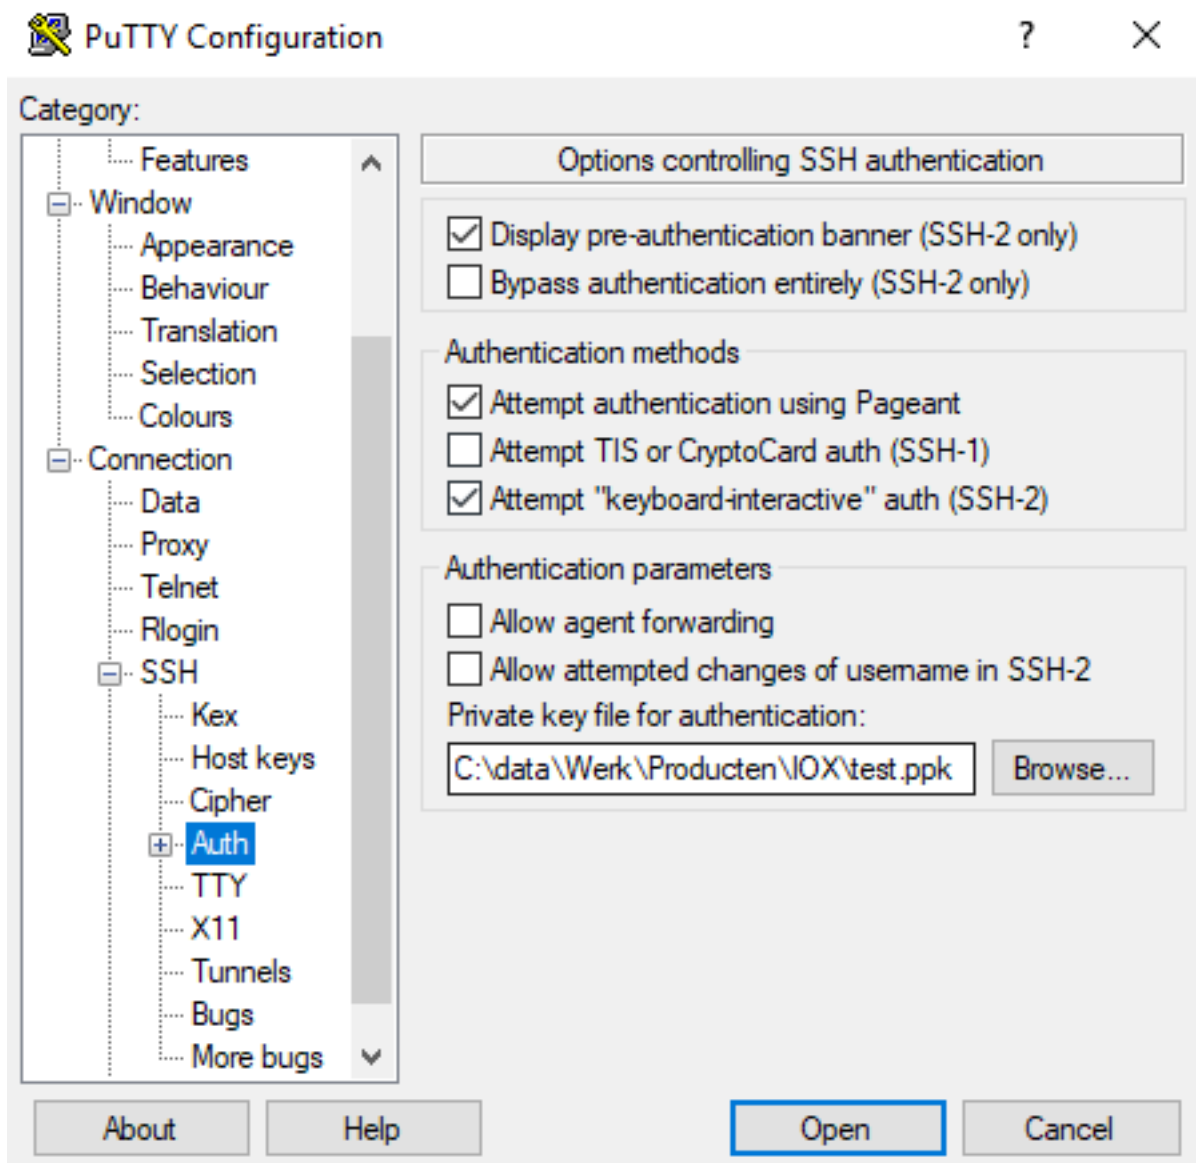 PuTTY Configuration
?
Category:
Features
Window
Appearance
Behaviour
Translation
Selection
Colours
Connection
Data
Proxy
Telnet
Rlogin
SSH
Kex
Host keys
Cipher
Auth
TTY
X11
Tunnels
Bugs
More bugs
Options controlling SSH authentication
Display pre-authentication banner (SSH-2 only)
Bypass authentication entirely (SSH-2 only)
Authentication methods
Attempt authentication using Pageant
Attempt TIS or CryptoCard auth (SSH-1)
Attempt "keyboard-interactive" auth (SSH-2)
Authentication parameters
Allow agent forwarding
Allow attempted changes of username in SSH-2
Private key file for authentication:
C:\data\Werk\Producten\IOX\test.ppk
Browse...
About
Help
Open
Cancel